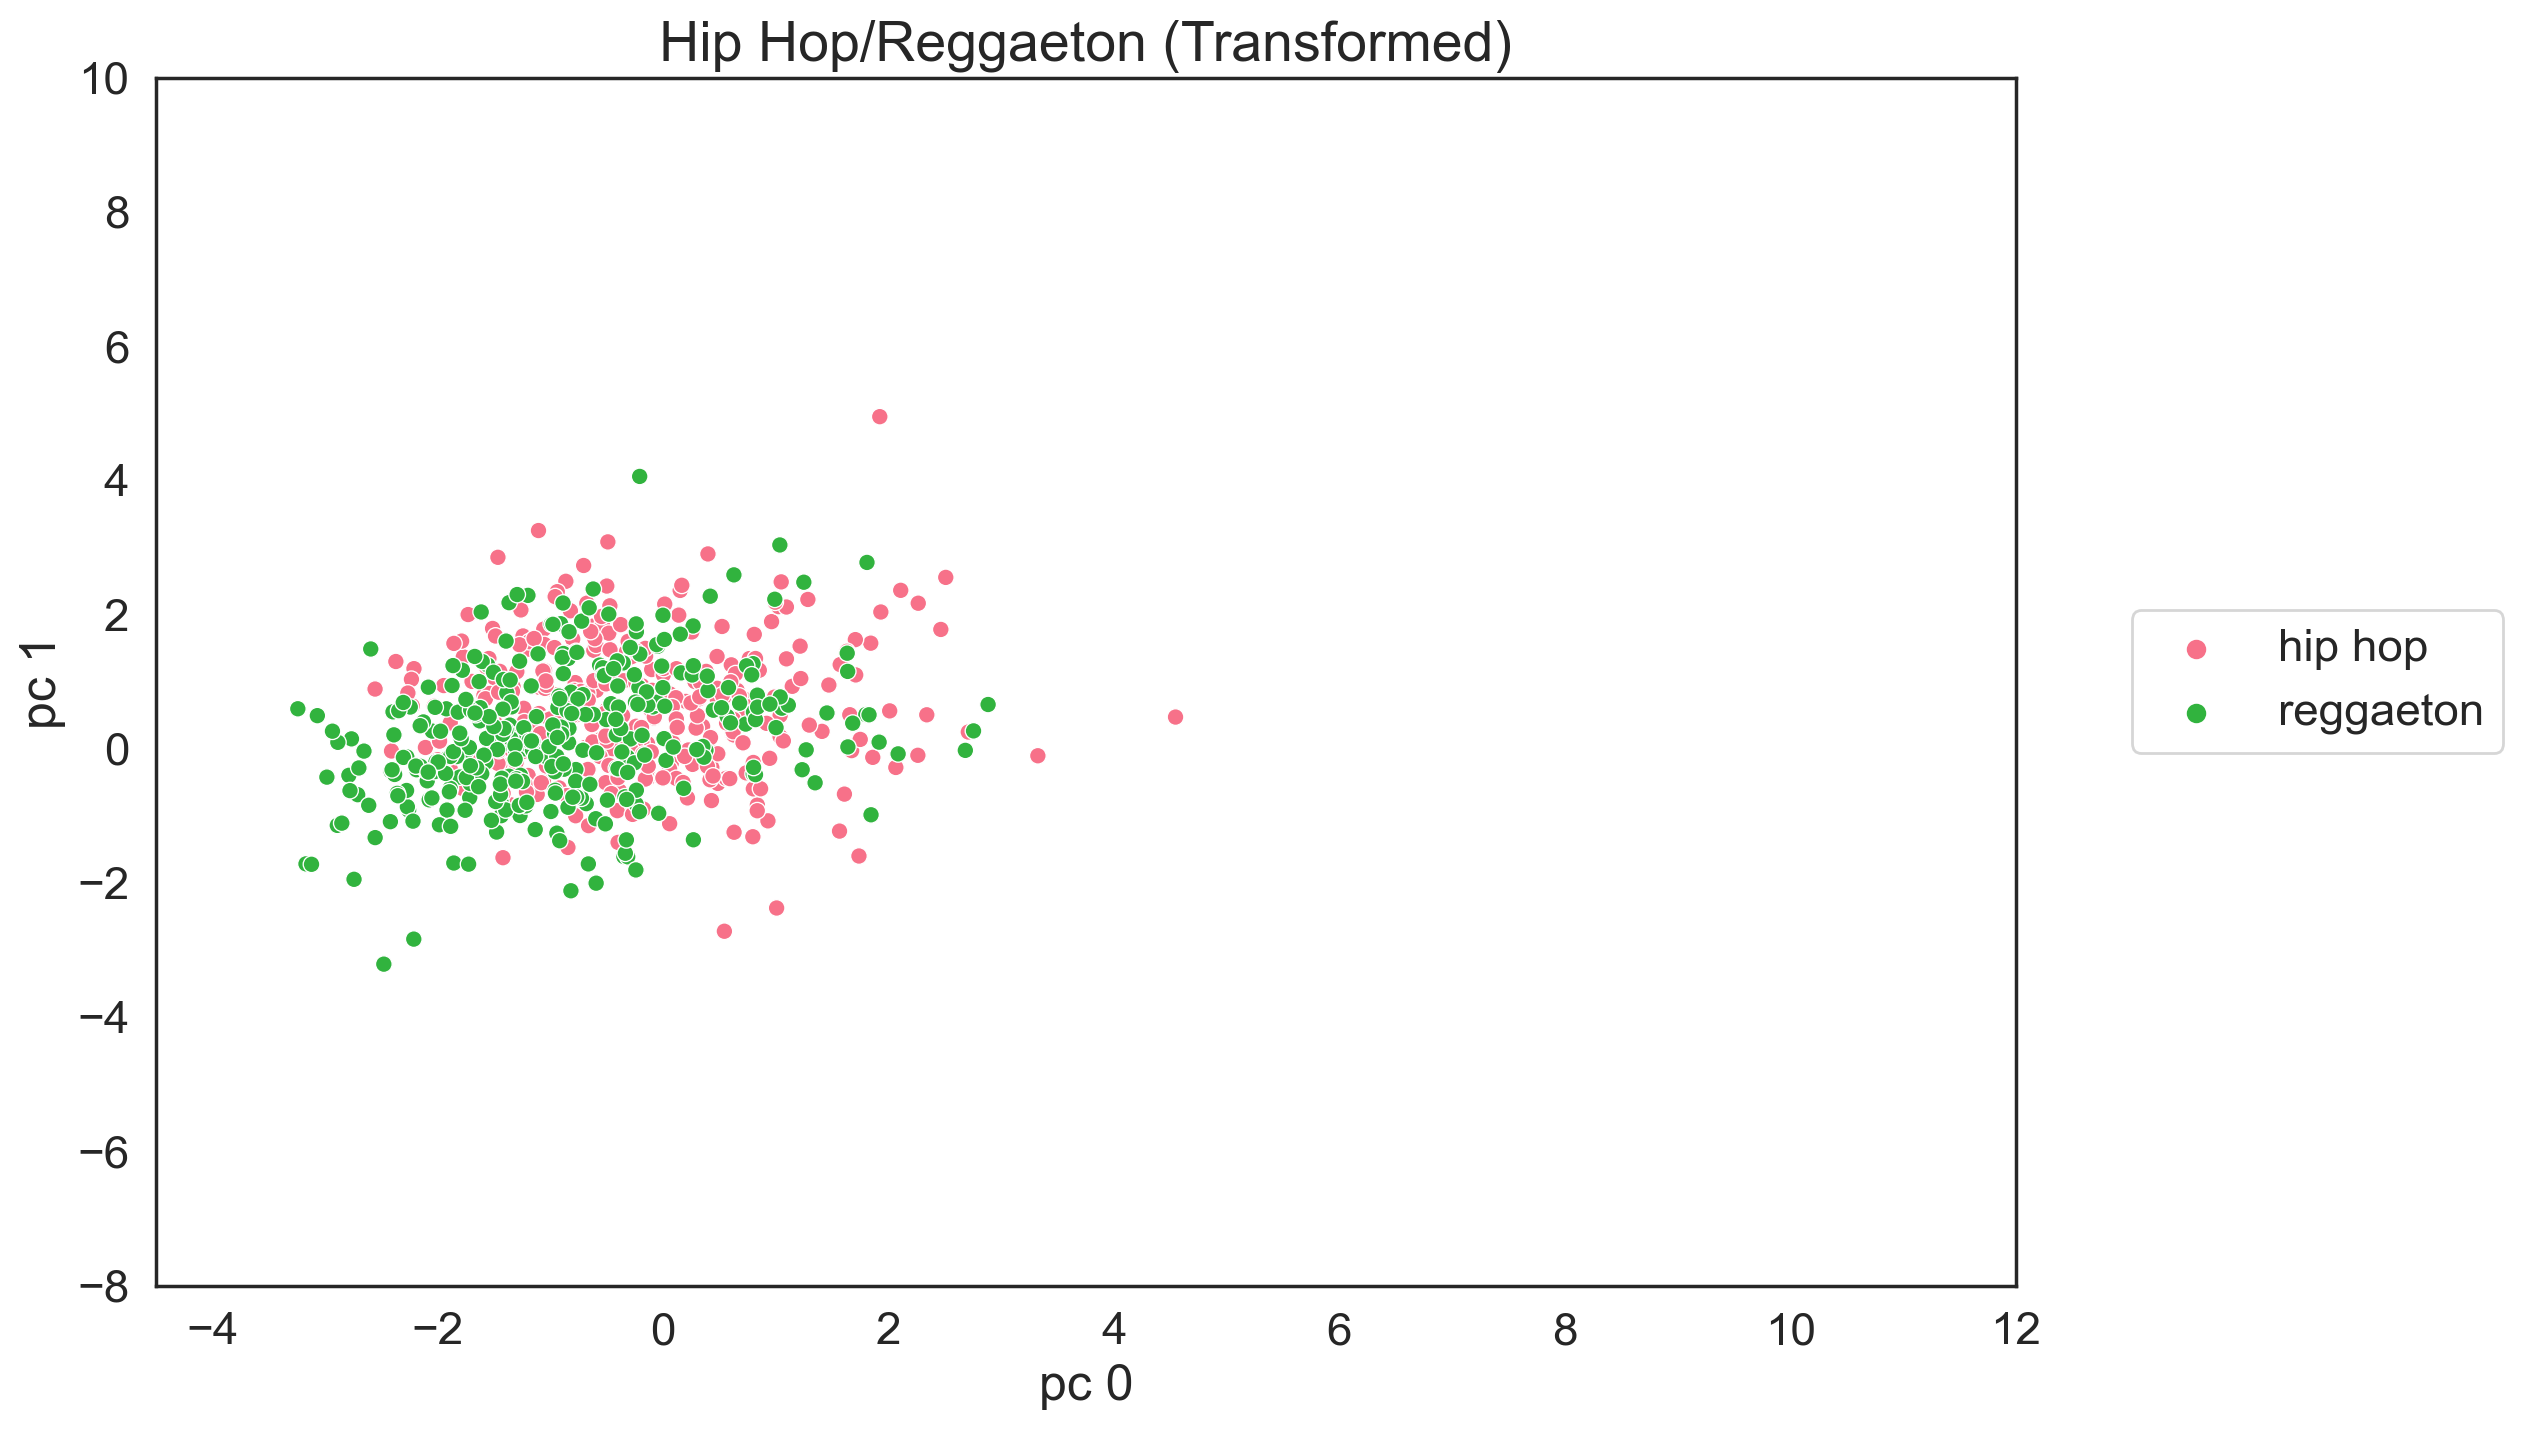 Hip Hop/Reggaeton (Transformed)
10
8
6
4
2
0
−2
−4
−6
−8
pc 1
−4 −2 0 2 4 6 8 10 12
pc 0
hip hop
reggaeton